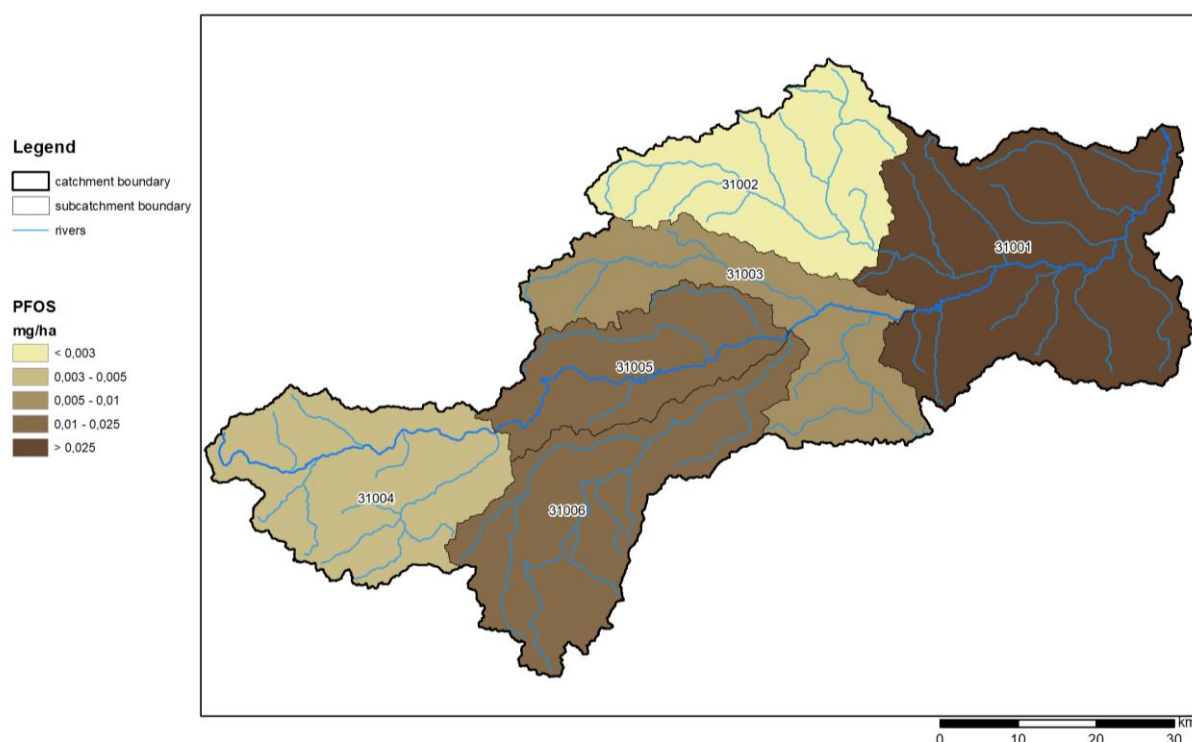 Legend
catchment boundary
subcatchment boundary
rivers
PFOS
mg/ha
< 0,003
0,003 - 0,005
0,005 - 0,01
0,01 - 0,025
> 0,025
31002
31001
31003
31005
31004
31006
km
0 10 20 30